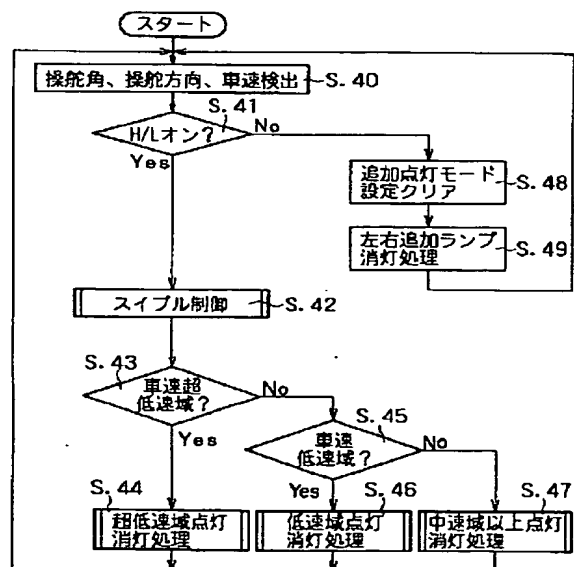 スタート
操舵角、操舵方向、車速検出
S.40
S.41
H/Lオン?
No
Yes
追加点灯モード
設定クリア
S.48
左右追加ランプ
消灯処理
S.49
スイブル制御
S.42
S.43
車速超
低速域?
No
Yes
S.45
車速
低速域?
No
Yes
S.44
超低速域点灯
消灯処理
S.46
低速域点灯
消灯処理
S.47
中速域以上点灯
消灯処理